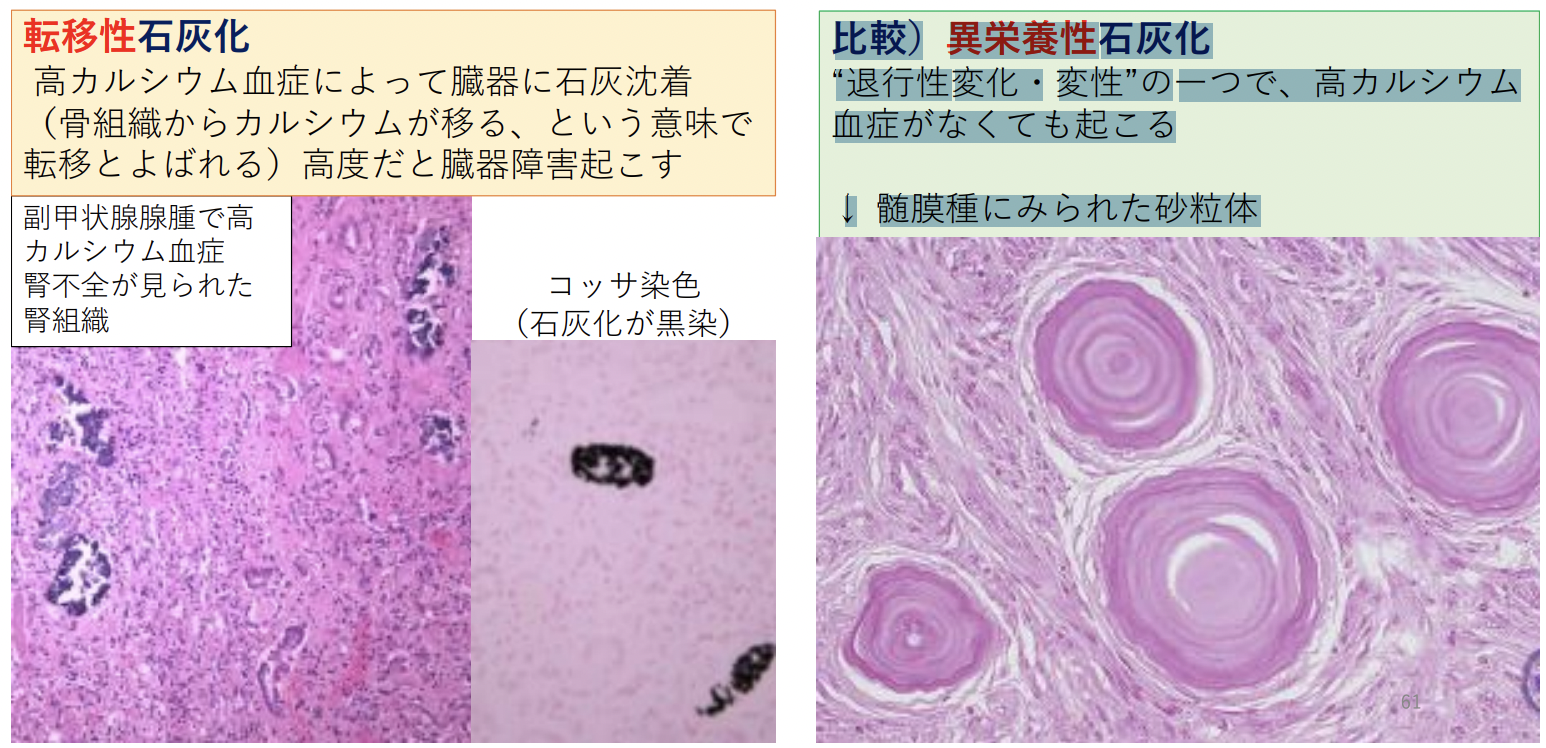 転移性石灰化
高カルシウム血症によって臓器に石灰沈着
（骨組織からカルシウムが移る、という意味で
転移とよばれる）高度だと臓器障害起こす
副甲状腺腺腫で高
カルシウム血症
腎不全が見られた
腎組織
コッサ染色
（石灰化が黒染）
比較）異栄養性石灰化
“退行性変化・変性”の一つで、高カルシウム
血症がなくても起こる
↓ 髄膜種にみられた砂粒体
61